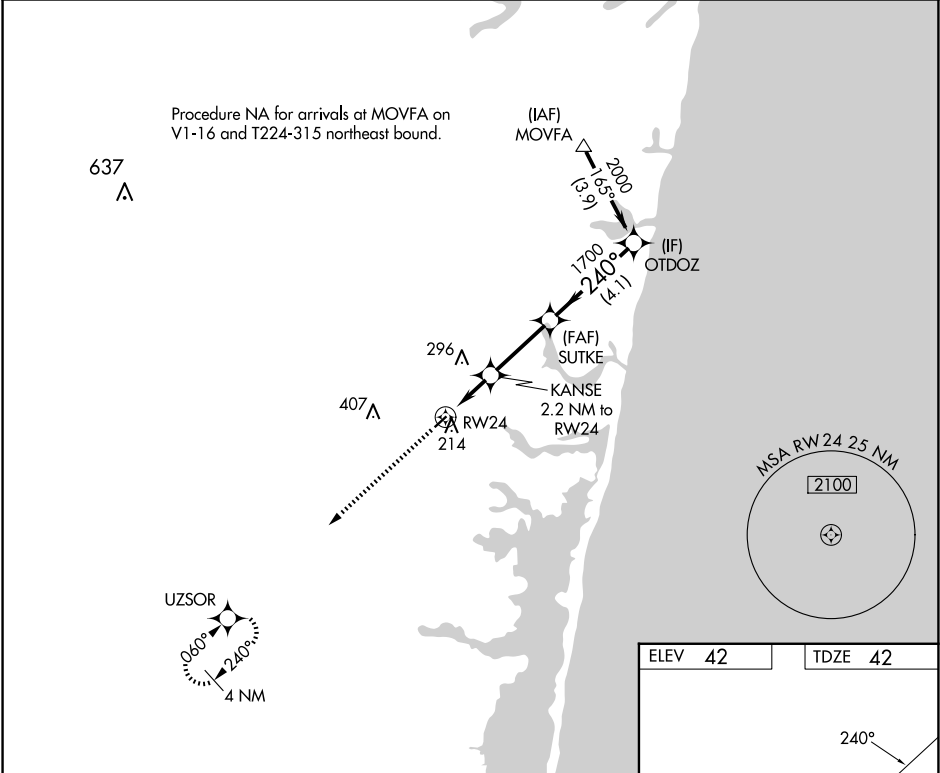 Procedure NA for arrivals at MOVFA on
V1-16 and T224-315 northeast bound.
(IAF)
MOVFA
637
2000
165°
(3.9)
(IF)
OTDOZ
1700
240°
(4.1)
(FAF)
SUTKE
296
KANSE
2.2 NM to
RW24
407
RW24
214
MSA RW24 25 NM
2100
UZSOR
060°
240°
4 NM
ELEV 42
TDZE 42
240°